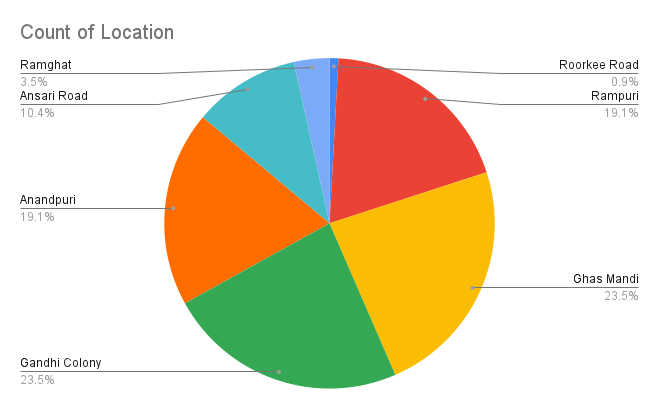 Count of Location
Ramghat
3.5%
Ansari Road
10.4%
Anandpuri
19.1%
Gandhi Colony
23.5%
Roorkee Road
0.9%
Rampuri
19.1%
Ghas Mandi
23.5%